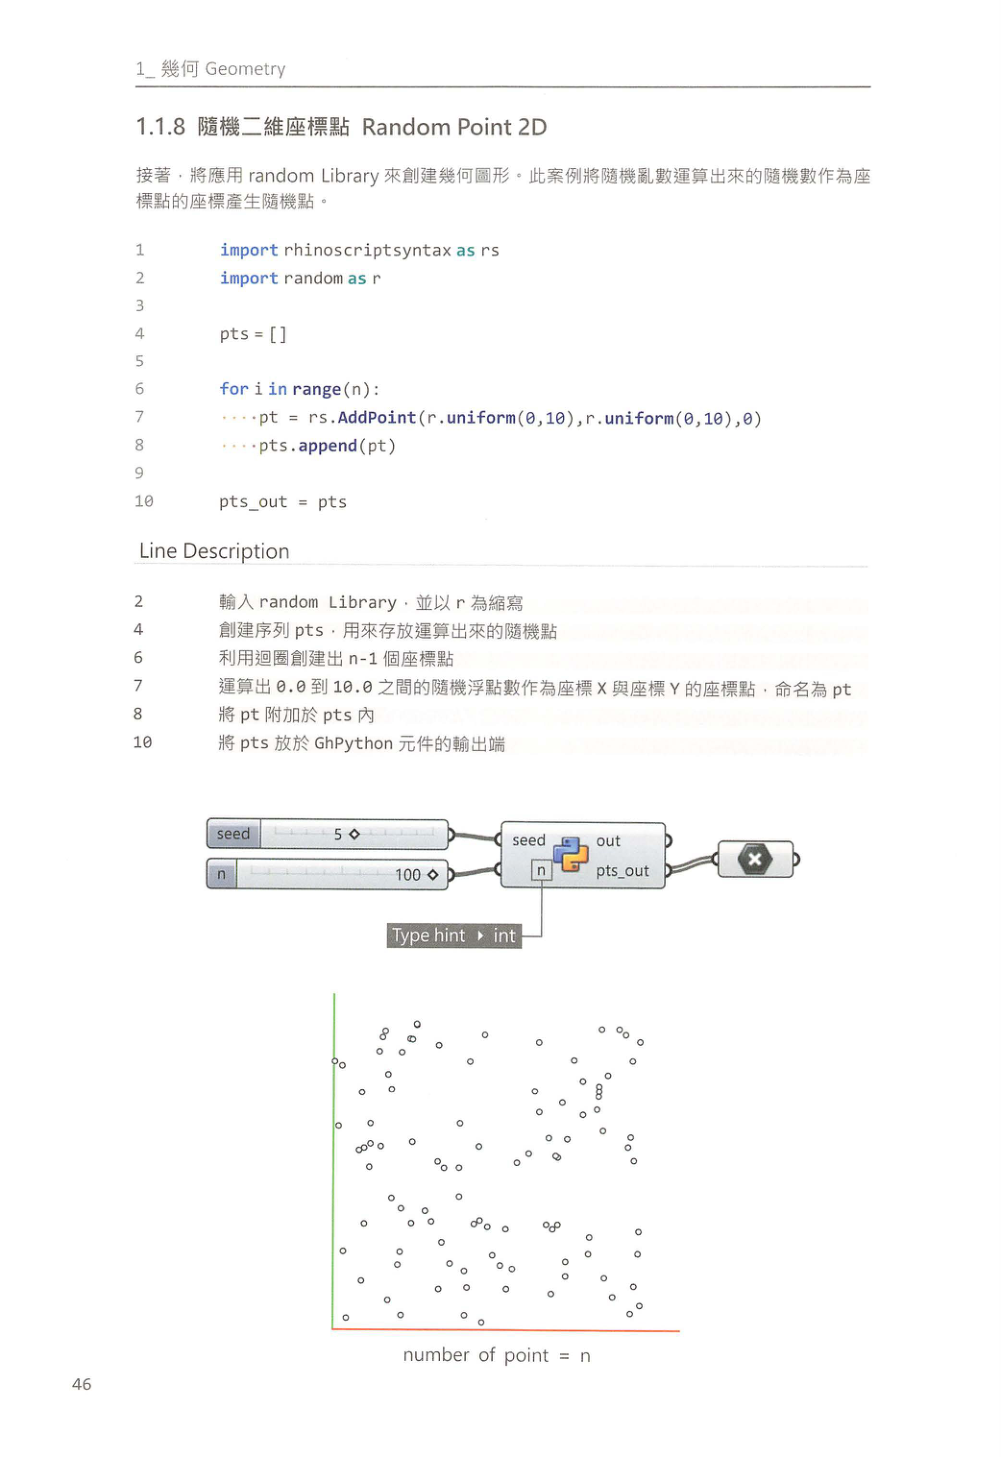 1_ 幾何 Geometry
1.1.8 隨機二維座標點 Random Point 2D
接著，將應用 random Library 來創建幾何圖形。此案例將隨機亂數運算出來的隨機數作為座
標點的座標產生隨機點。
1 import rhinoscriptsyntax as rs
2 import random as r
3
4 pts = []
5
6 for i in range(n):
7 ····pt = rs.AddPoint(r.uniform(0,10),r.uniform(0,10),0)
8 ····pts.append(pt)
9
10 pts_out = pts
Line Description
2 輸入 random Library，並以 r 為縮寫
4 創建序列 pts，用來存放運算出來的隨機點
6 利用迴圈創建出 n-1 個座標點
7 運算出 0.0 到 10.0 之間的隨機浮點數作為座標 X 與座標 Y 的座標點，命名為 pt
8 將 pt 附加於 pts 內
10 將 pts 放於 GhPython 元件的輸出端
seed 5
seed out
n 100
n pts_out
Type hint ▸ int
number of point = n
46